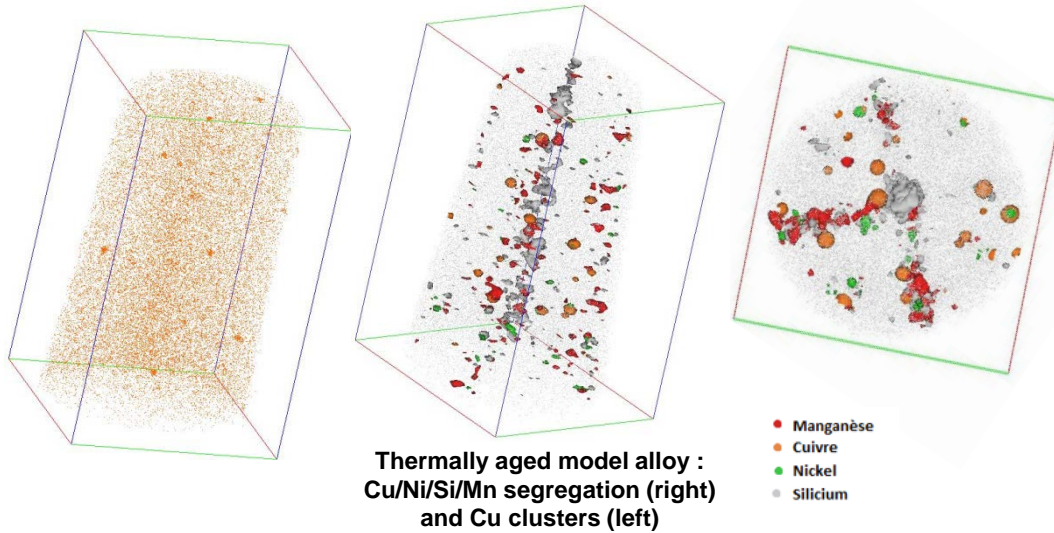 Thermally aged model alloy :
Cu/Ni/Si/Mn segregation (right)
and Cu clusters (left)
Manganèse
Cuivre
Nickel
Silicium